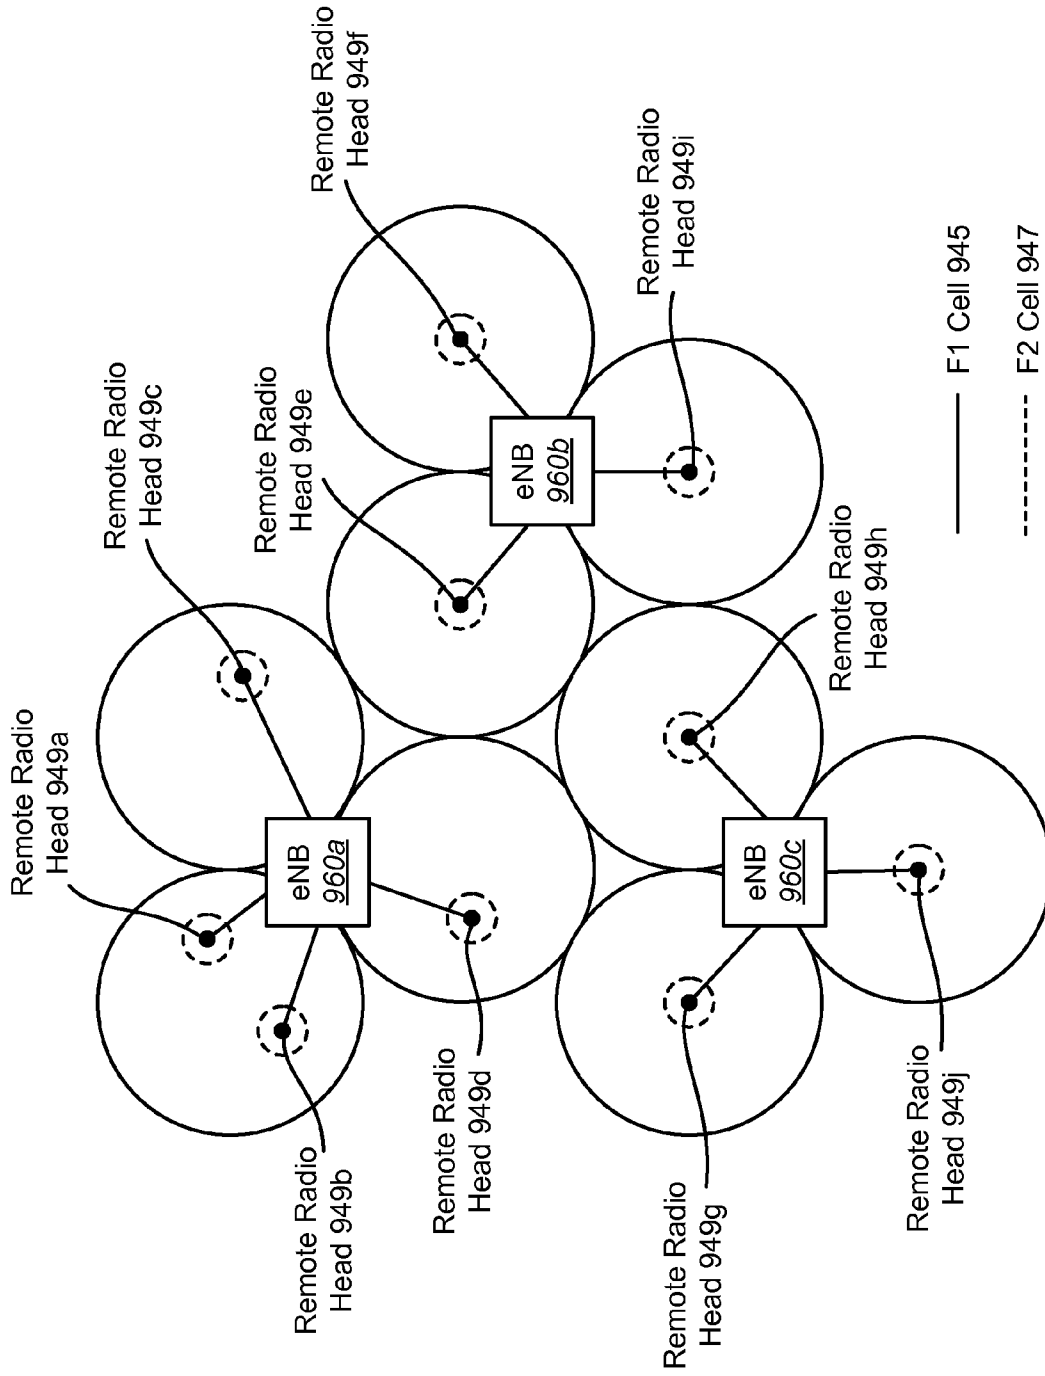 Remote Radio
Head 949a
Remote Radio
Head 949c
Remote Radio
Head 949b
eNB
960a
Remote Radio
Head 949e
Remote Radio
Head 949f
Remote Radio
Head 949d
eNB
960b
Remote Radio
Head 949i
Remote Radio
Head 949g
eNB
960c
Remote Radio
Head 949h
Remote Radio
Head 949j
F1 Cell 945
F2 Cell 947